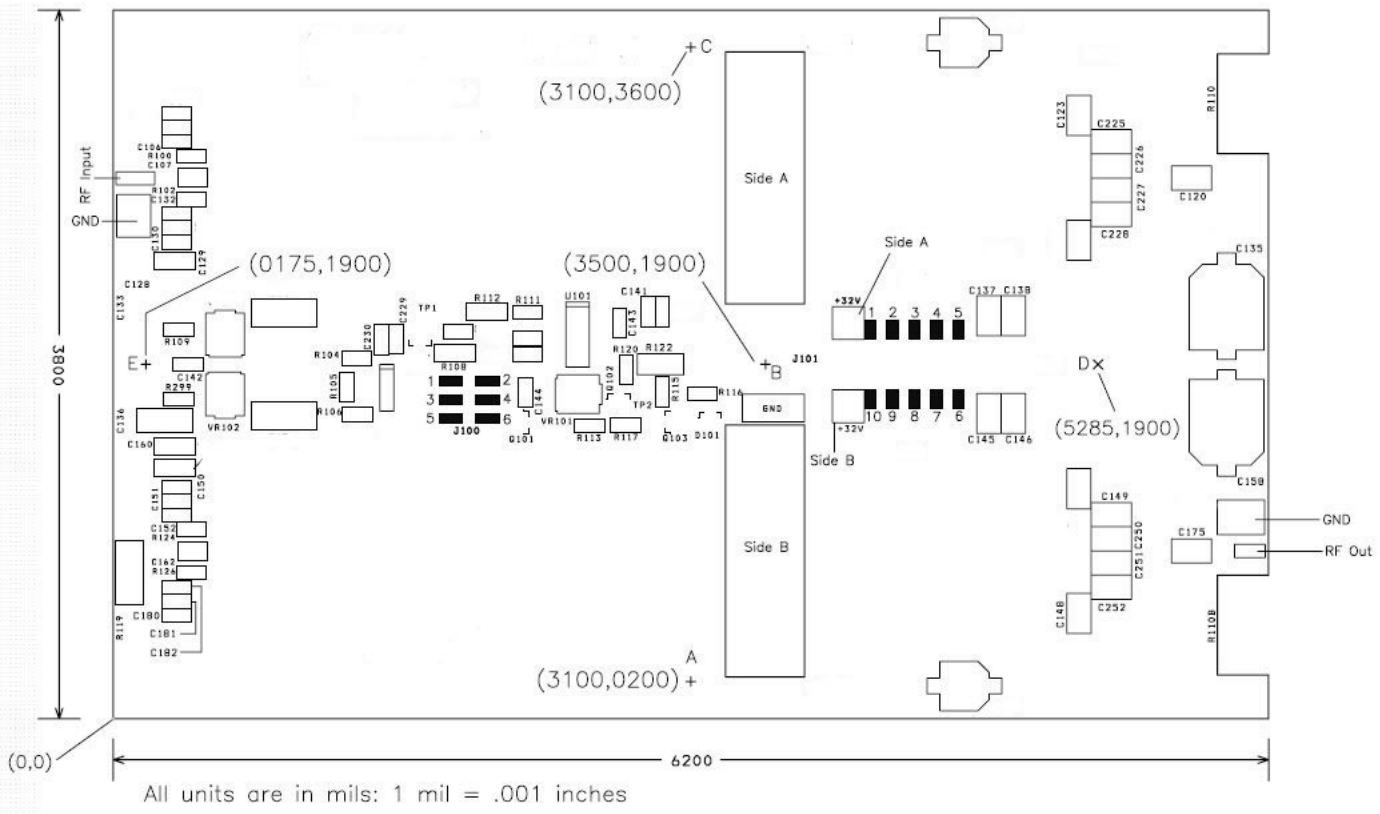 C
(3100,3600)
C106
R100
C107
R102
C132
C130
C129
RF Input
GND
Side A
C123
C225
C226
C227
C228
C120
R110
C135
Side A
(0175,1900)
(3500,1900)
C128
C133
R109
E
C142
R299
C136
C160
VR102
C230
C229
TP1
R112
R111
U101
C141
C143
R104
R105
R106
R108
R120
R122
Q102
R115
R116
TP2
C144
VR101
Q101
R113
R117
Q103
D101
B
GND
J101
+32V
1 2 3 4 5
10 9 8 7 6
+32V
Side B
1 2
3 4
5 6
J100
C137 C138
C145 C146
D
(5285,1900)
C158
C150
C151
C152
R124
C162
R126
C180
C181
C182
R119
Side B
C149
C250
C251
C252
C148
C175
GND
RF Out
R110B
A
(3100,0200)
3800
(0,0)
6200
All units are in mils: 1 mil = .001 inches